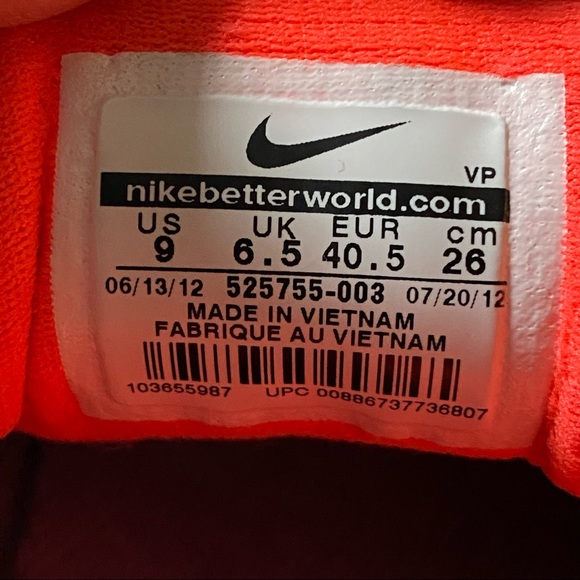 VP
nikebetterworld.com
US UK EUR cm
9 6.5 40.5 26
06/13/12 525755-003 07/20/12
MADE IN VIETNAM
FABRIQUE AU VIETNAM
103655987 UPC 00886737736807